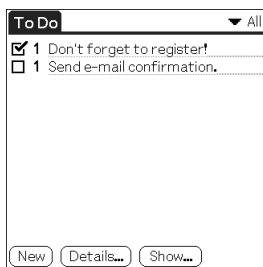 To Do All
1 Don't forget to register!
1 Send e-mail confirmation.
New Details... Show...